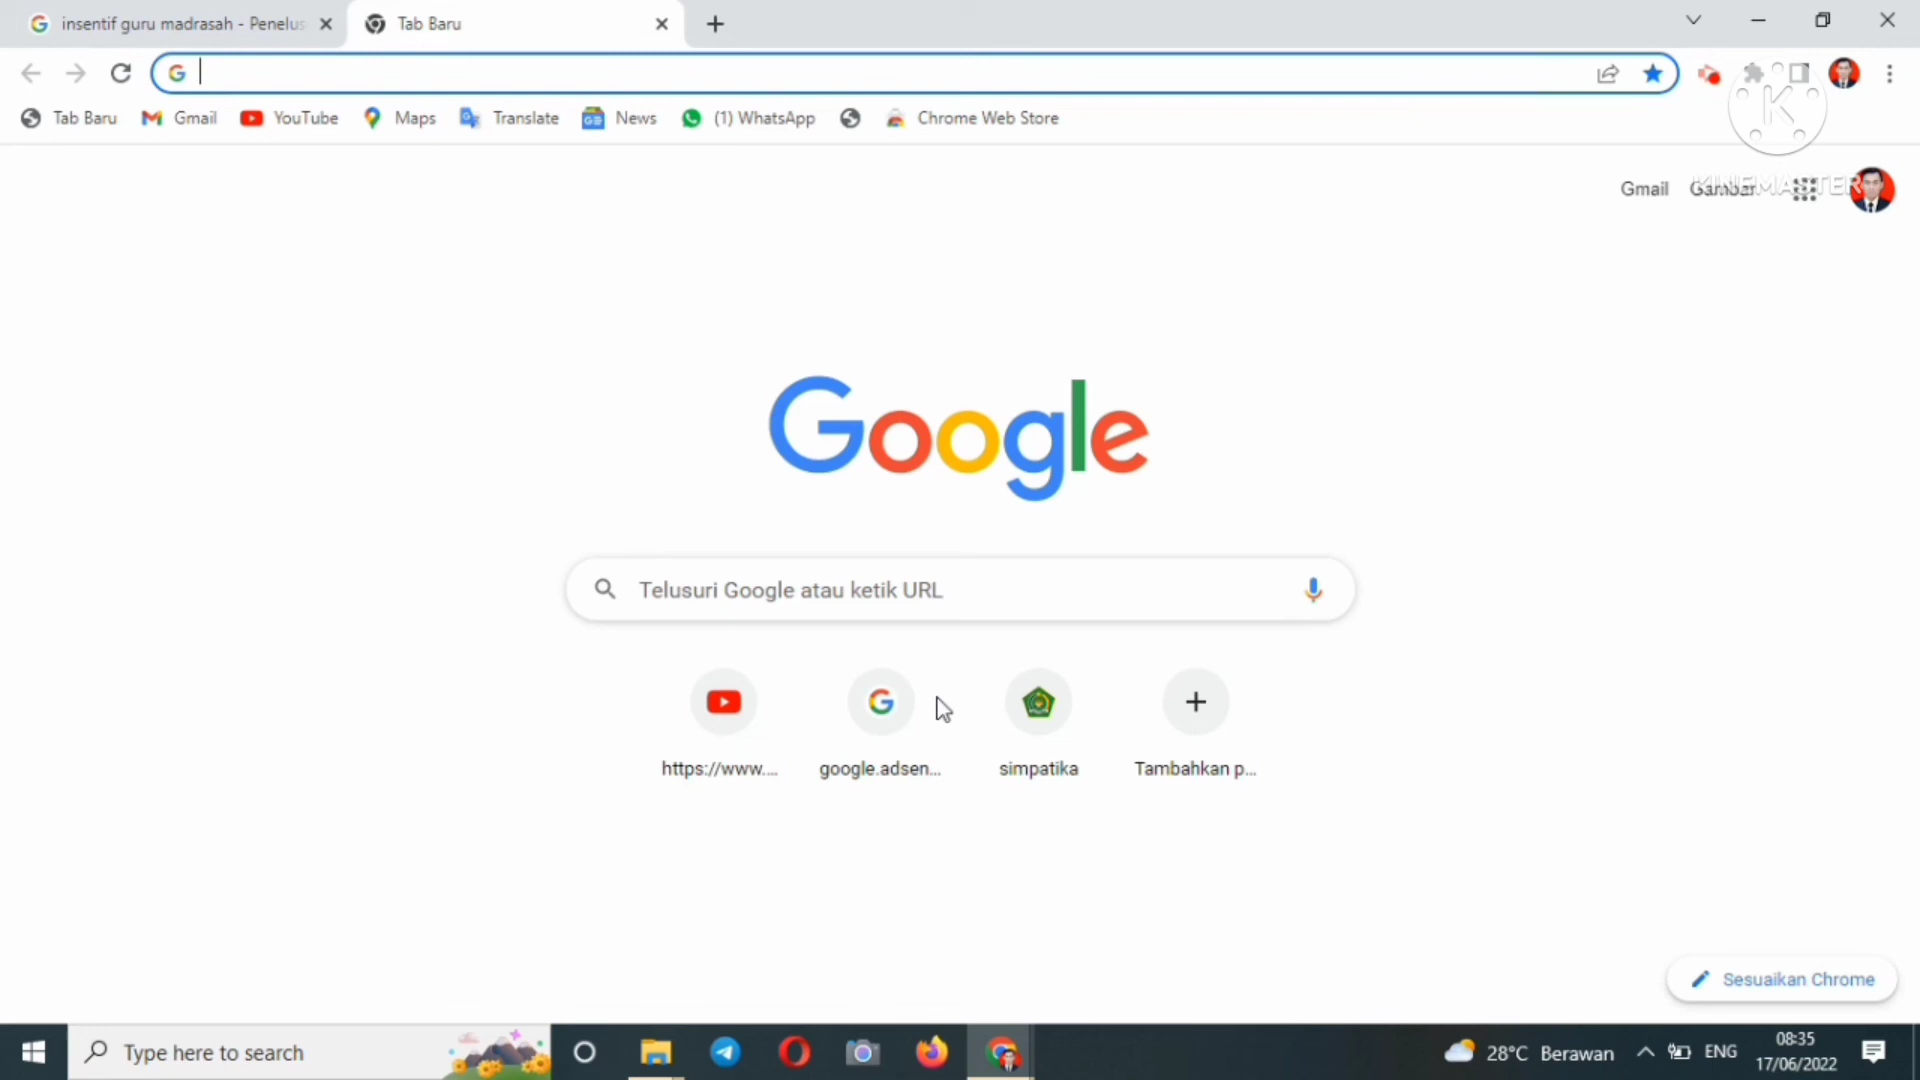 insentif guru madrasah - Penelus
Tab Baru
Tab Baru
Gmail
YouTube
Maps
Translate
News
(1) WhatsApp
Chrome Web Store
K
KINEMASTER
Gmail
Gambar
Google
Telusuri Google atau ketik URL
https://www....
google.adsen...
simpatika
Tambahkan p...
Sesuaikan Chrome
Type here to search
28°C Berawan
ENG
08:35
17/06/2022